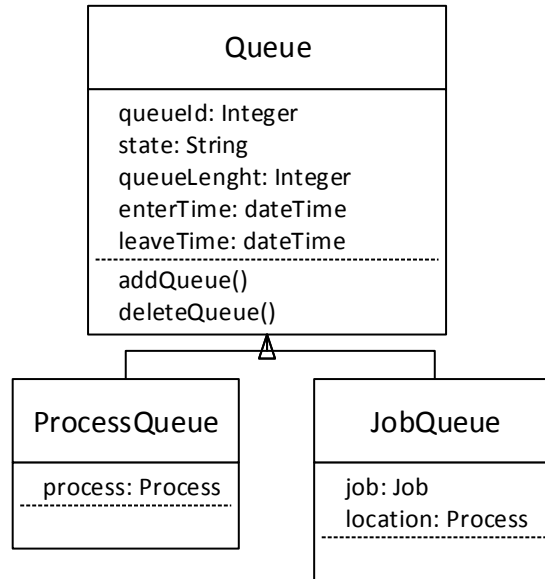 Queue
queueId: Integer
state: String
queueLenght: Integer
enterTime: dateTime
leaveTime: dateTime
addQueue()
deleteQueue()
ProcessQueue
process: Process
JobQueue
job: Job
location: Process